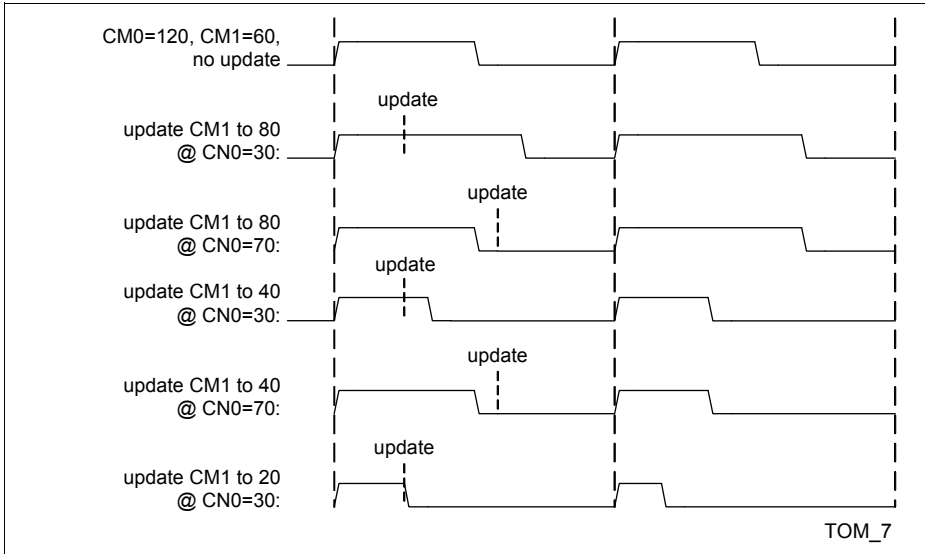 CM0=120, CM1=60,
no update
update
update CM1 to 80
@ CN0=30:
update
update CM1 to 80
@ CN0=70:
update
update CM1 to 40
@ CN0=30:
update
update CM1 to 40
@ CN0=70:
update
update CM1 to 20
@ CN0=30:
TOM_7